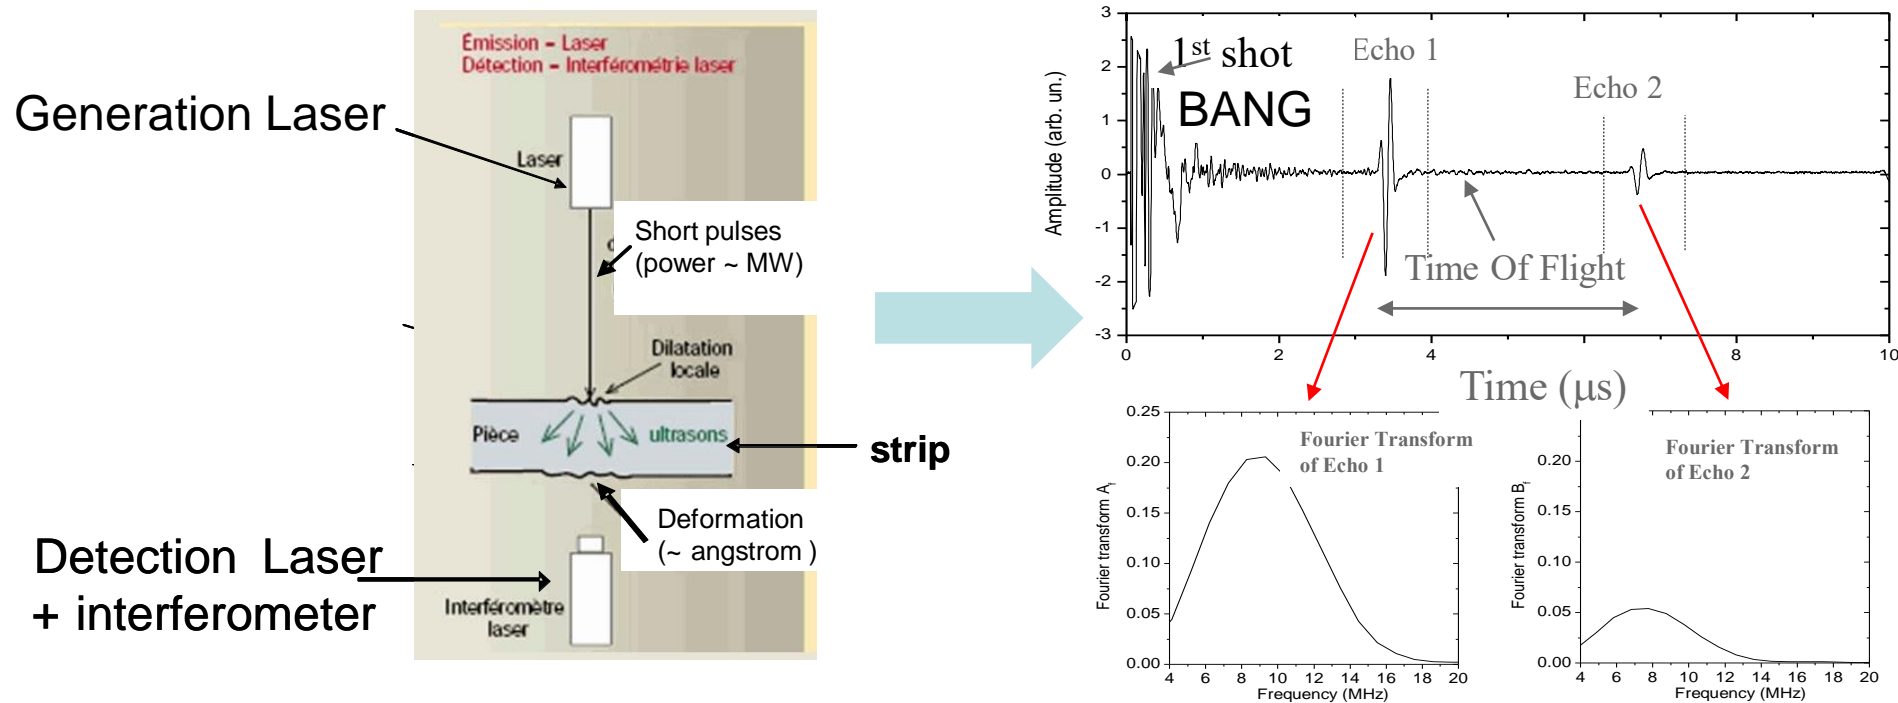 Émission – Laser
Détection – Interférométrie laser
Generation Laser
Laser
Short pulses
(power ~ MW)
Dilatation
locale
Pièce
ultrasons
strip
Deformation
(~ angstrom )
Detection Laser
+ interferometer
Interféromètre
laser
Amplitude (arb. un.)
3
2
1
0
-1
-2
-3
1st shot
BANG
Echo 1
Echo 2
Time Of Flight
0 2 4 6 8 10
Time (μs)
Fourier transform Af
0.25
0.20
0.15
0.10
0.05
0.00
Fourier Transform
of Echo 1
4 6 8 10 12 14 16 18 20
Frequency (MHz)
Fourier transform Bf
0.20
0.15
0.10
0.05
0.00
Fourier Transform
of Echo 2
4 6 8 10 12 14 16 18 20
Frequency (MHz)